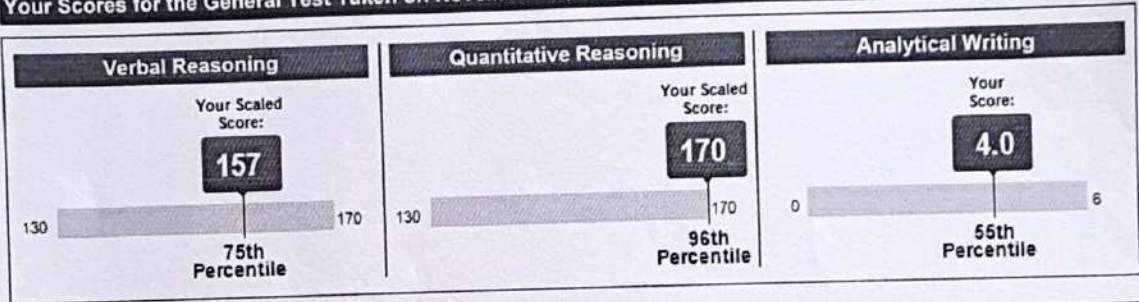 Your Scores for the General Test Taken on
Verbal Reasoning
Your Scaled
Score:
157
130
170
75th
Percentile
Quantitative Reasoning
Your Scaled
Score:
170
130
170
96th
Percentile
Analytical Writing
Your
Score:
4.0
0
6
55th
Percentile